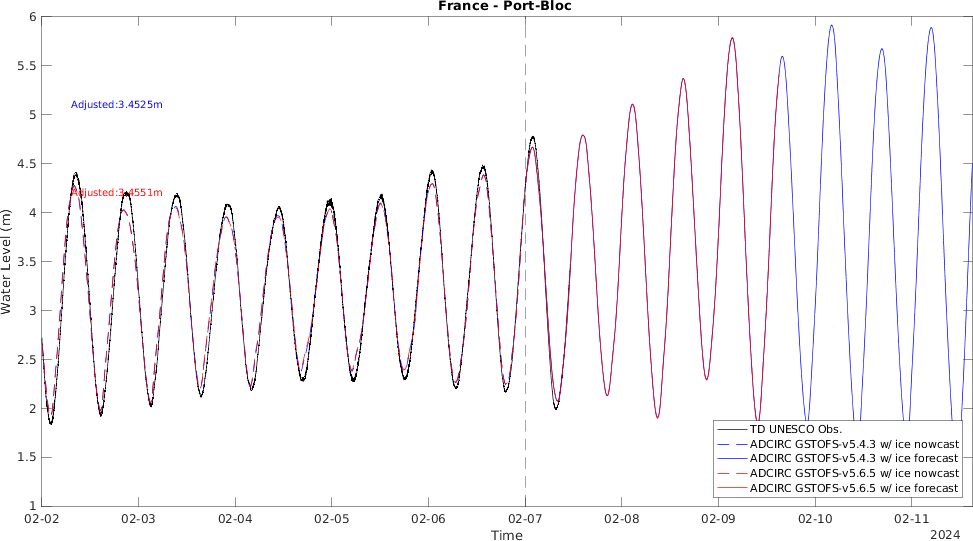 France - Port-Bloc
6
5.5
5
4.5
4
3.5
3
2.5
2
1.5
1
Water Level (m)
Adjusted:3.4525m
Adjusted:3.4551m
TD UNESCO Obs.
ADCIRC GSTOFS-v5.4.3 w/ ice nowcast
ADCIRC GSTOFS-v5.4.3 w/ ice forecast
ADCIRC GSTOFS-v5.6.5 w/ ice nowcast
ADCIRC GSTOFS-v5.6.5 w/ ice forecast
02-02 02-03 02-04 02-05 02-06 02-07 02-08 02-09 02-10 02-11
Time
2024